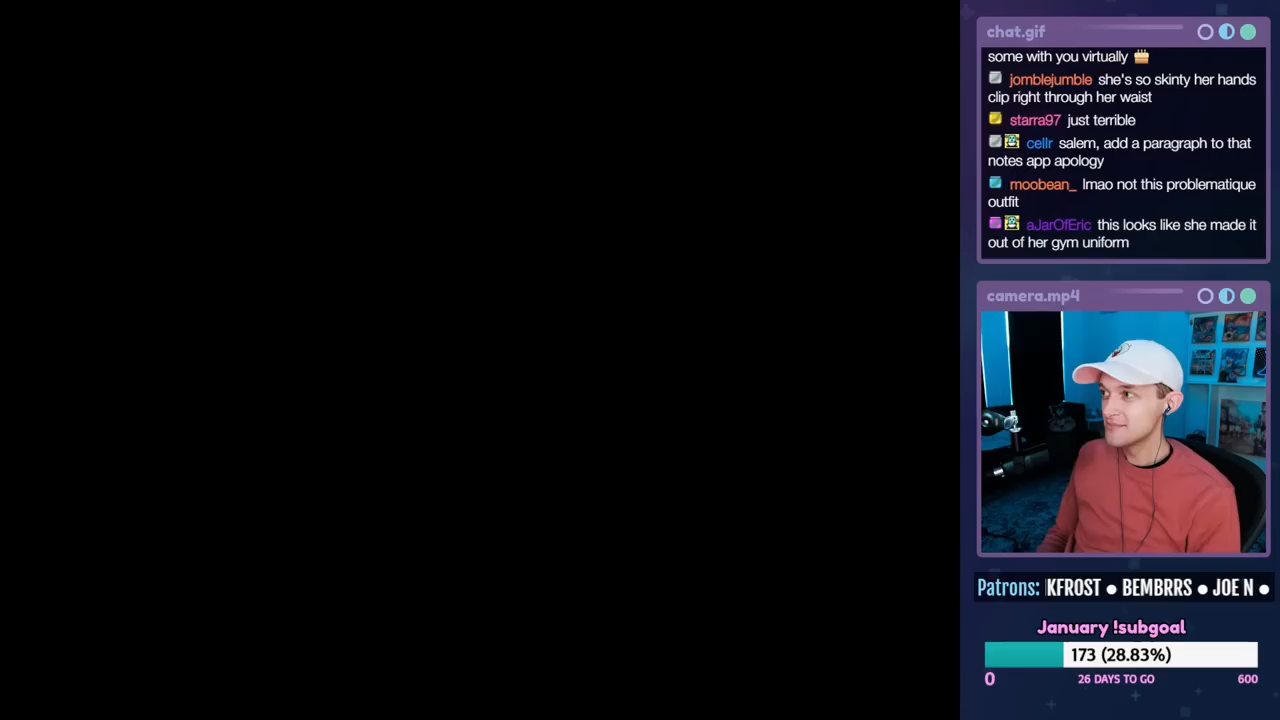 chat.gif
some with you virtually 🎂
jomblejumble she's so skinty her hands
clip right through her waist
starra97 just terrible
cellr salem, add a paragraph to that
notes app apology
moobean_ lmao not this problematique
outfit
aJarOfEric this looks like she made it
out of her gym uniform
camera.mp4
Patrons: KFROST ● BEMBRRS ● JOE N ●
January !subgoal
173 (28.83%)
0 26 DAYS TO GO 600